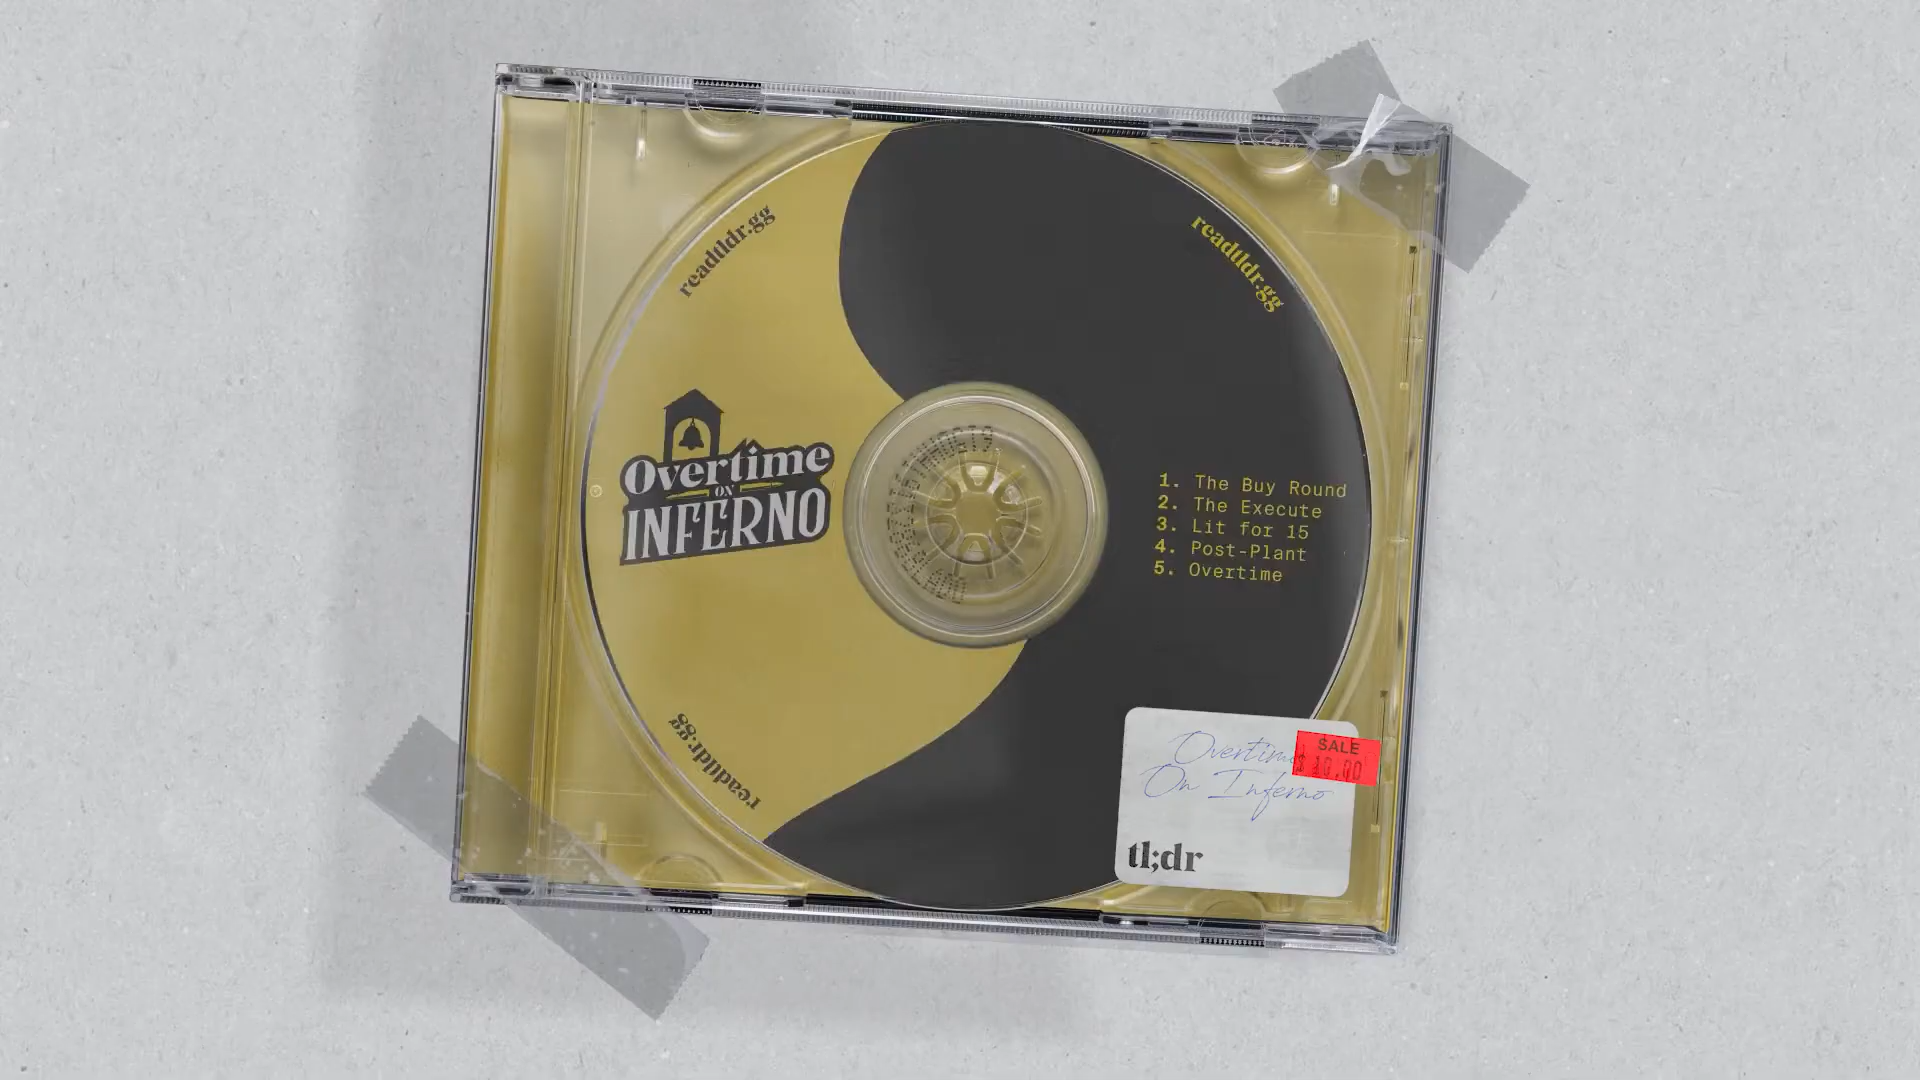 readtldr.gg
readtldr.gg
Overtime
ON
INFERNO
1. The Buy Round
2. The Execute
3. Lit for 15
4. Post-Plant
5. Overtime
readtldr.gg
Overtim
On Inferno
SALE
$ 10.00
tl;dr